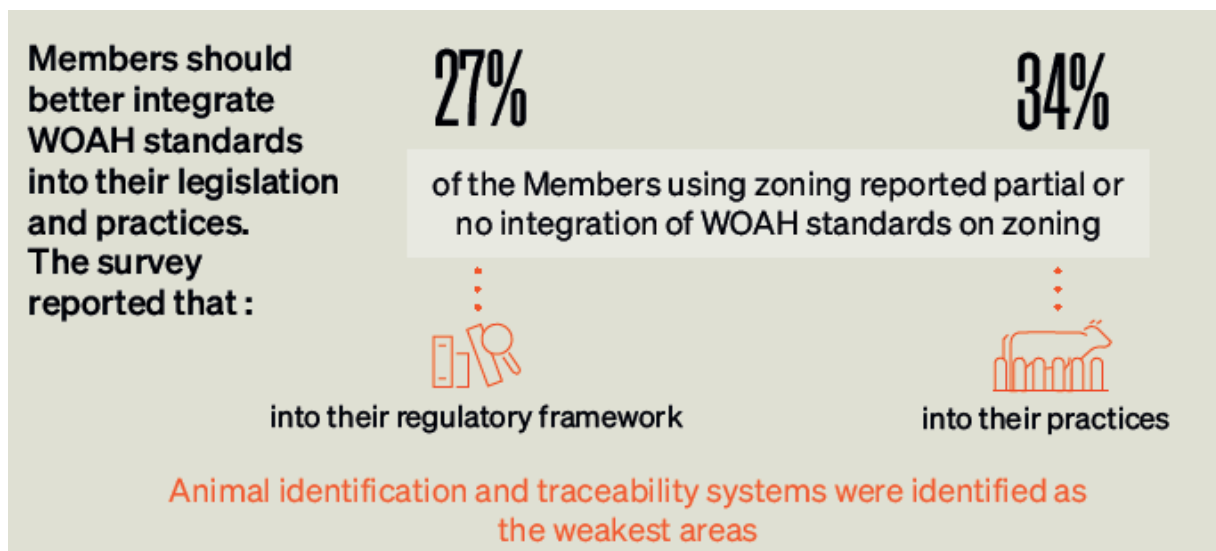 Members should
better integrate
WOAH standards
into their legislation
and practices.
The survey
reported that :
27%
34%
of the Members using zoning reported partial or
no integration of WOAH standards on zoning
into their regulatory framework
into their practices
Animal identification and traceability systems were identified as
the weakest areas